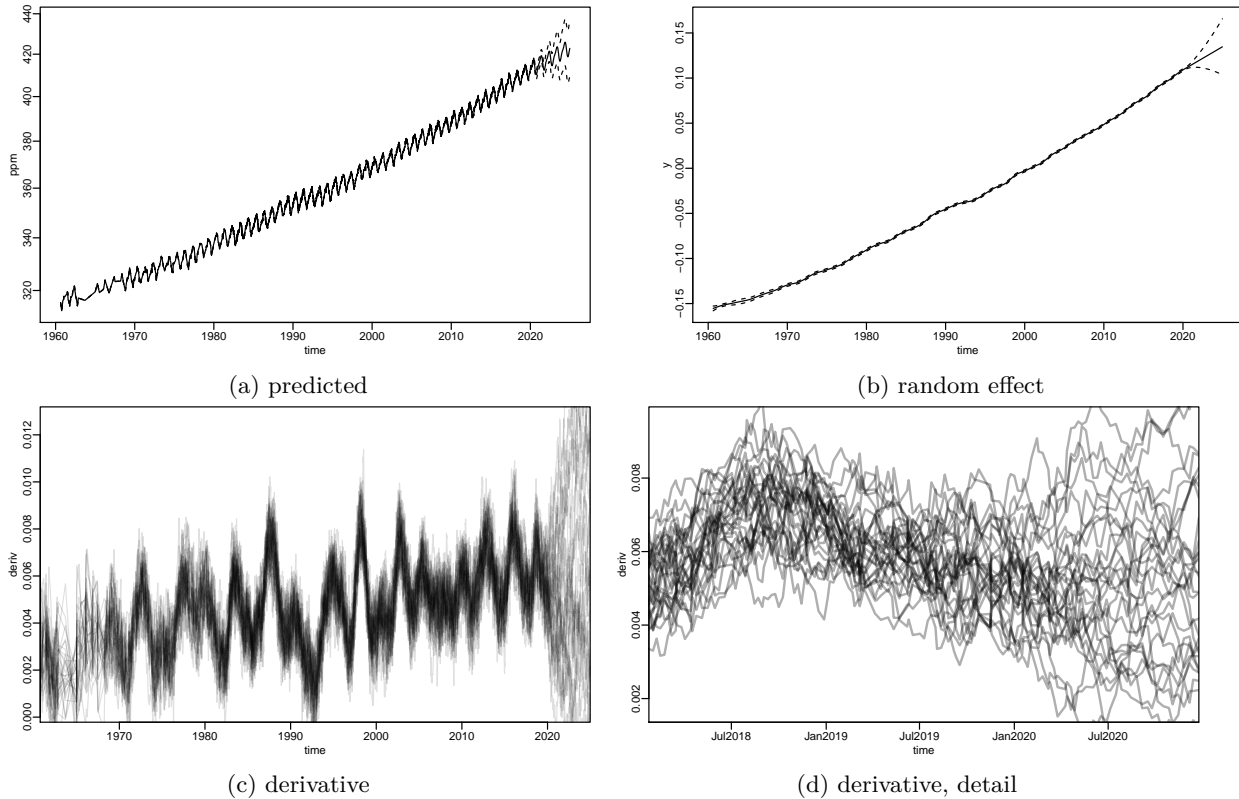 440
420
400
380
360
340
320
ppm
1960 1970 1980 1990 2000 2010 2020
time
(a) predicted
0.15
0.10
0.05
0.00
−0.05
−0.10
−0.15
y
1960 1970 1980 1990 2000 2010 2020
time
(b) random effect
0.012
0.010
0.008
0.006
0.004
0.002
0.000
deriv
1970 1980 1990 2000 2010 2020
time
(c) derivative
0.008
0.006
0.004
0.002
deriv
Jul2018 Jan2019 Jul2019 Jan2020 Jul2020
time
(d) derivative, detail